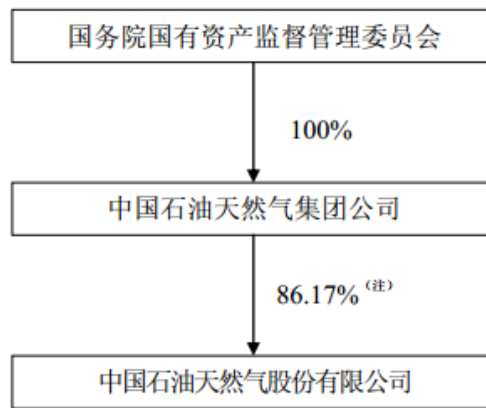 国务院国有资产监督管理委员会
100%
中国石油天然气集团公司
86.17%（注）
中国石油天然气股份有限公司